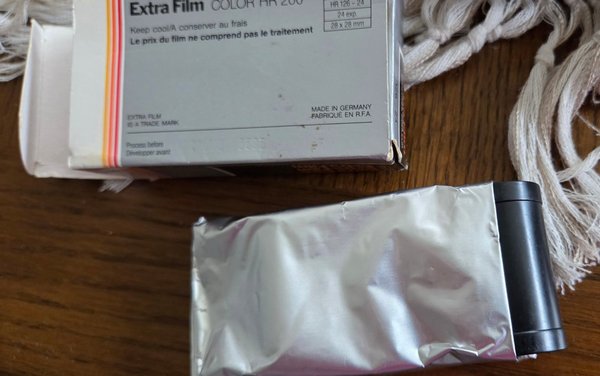 Extra Film COLOR HR 200
Keep cool/A conserver au frais
Le prix du film ne comprend pas le traitement
HR 126 - 24
24 exp.
28 x 28 mm
EXTRA FILM
IS A TRADE MARK
MADE IN GERMANY
FABRIQUÉ EN R.F.A.
Process before
Développer avant